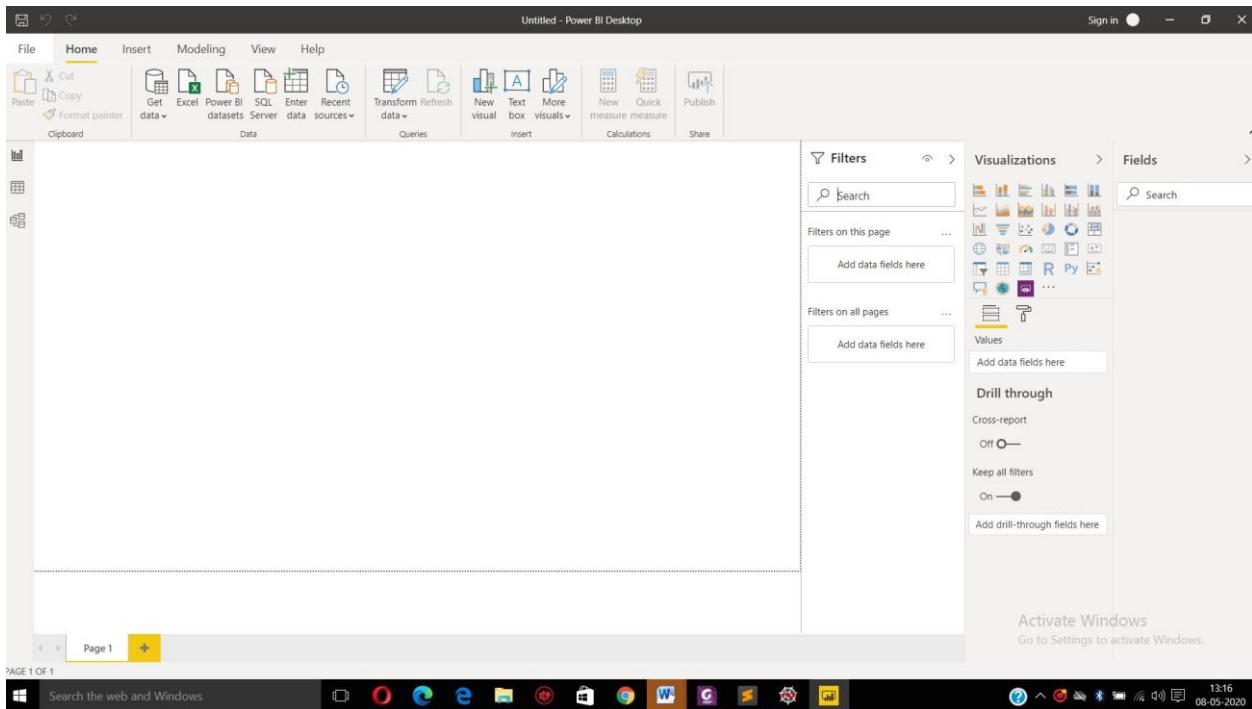 Untitled - Power BI Desktop
Sign in
File Home Insert Modeling View Help
Paste
Cut
Copy
Format painter
Clipboard
Get data
Excel
Power BI datasets
SQL Server
Enter data
Recent sources
Data
Transform data
Refresh
Queries
New visual
Text box
More visuals
Insert
New measure
Quick measure
Calculations
Publish
Share
Filters
Search
Filters on this page ...
Add data fields here
Filters on all pages ...
Add data fields here
Visualizations
R Py
...
Values
Add data fields here
Drill through
Cross-report
Off
Keep all filters
On
Add drill-through fields here
Fields
Search
Activate Windows
Go to Settings to activate Windows.
Page 1
PAGE 1 OF 1
Search the web and Windows
13:16
08-05-2020